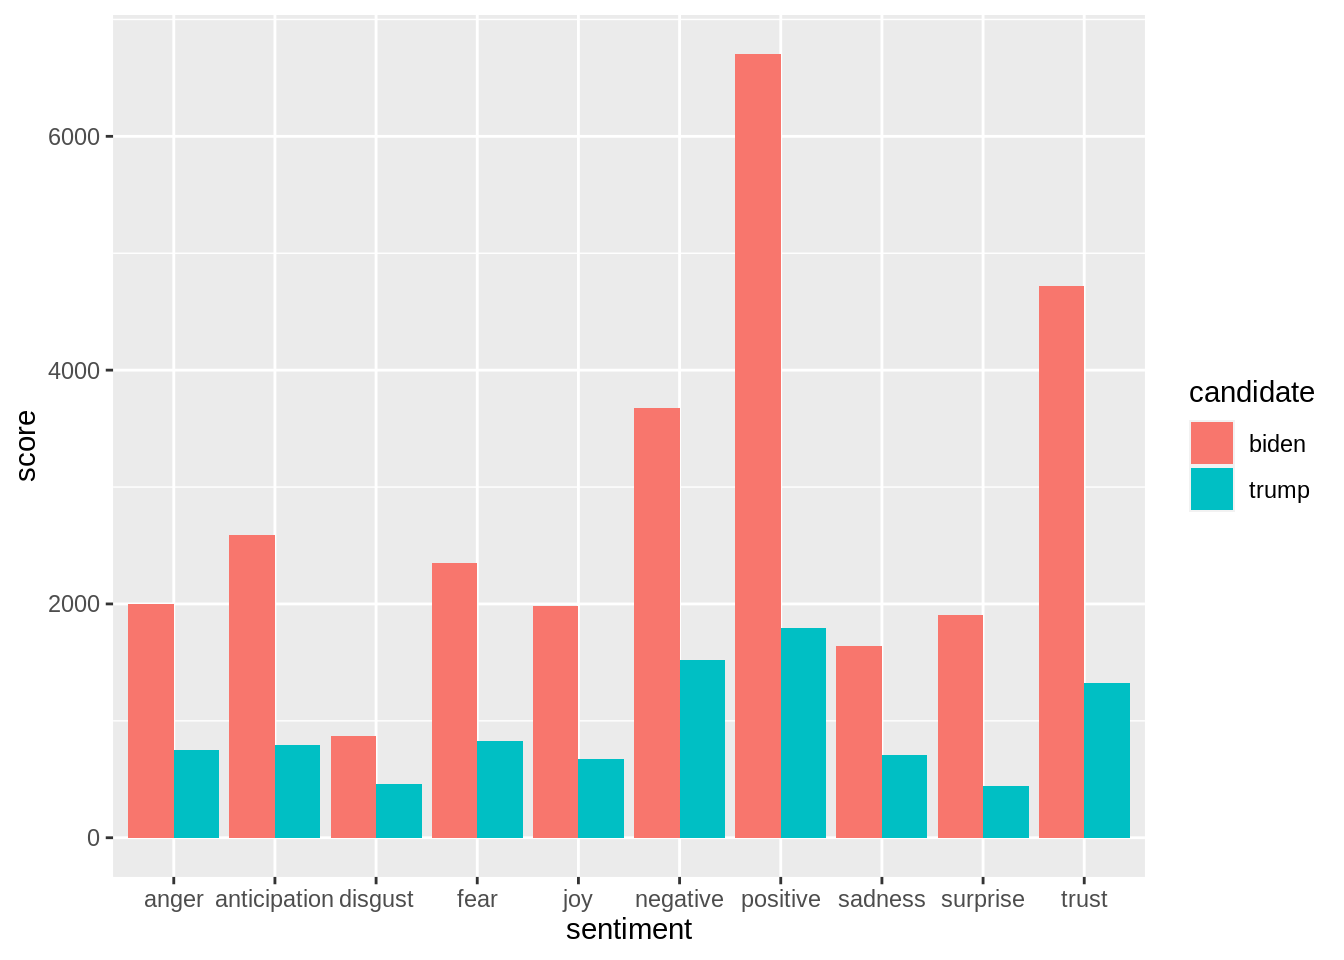 6000
4000
2000
0
score
anger anticipation disgust fear joy negative positive sadness surprise trust
sentiment
candidate
biden
trump